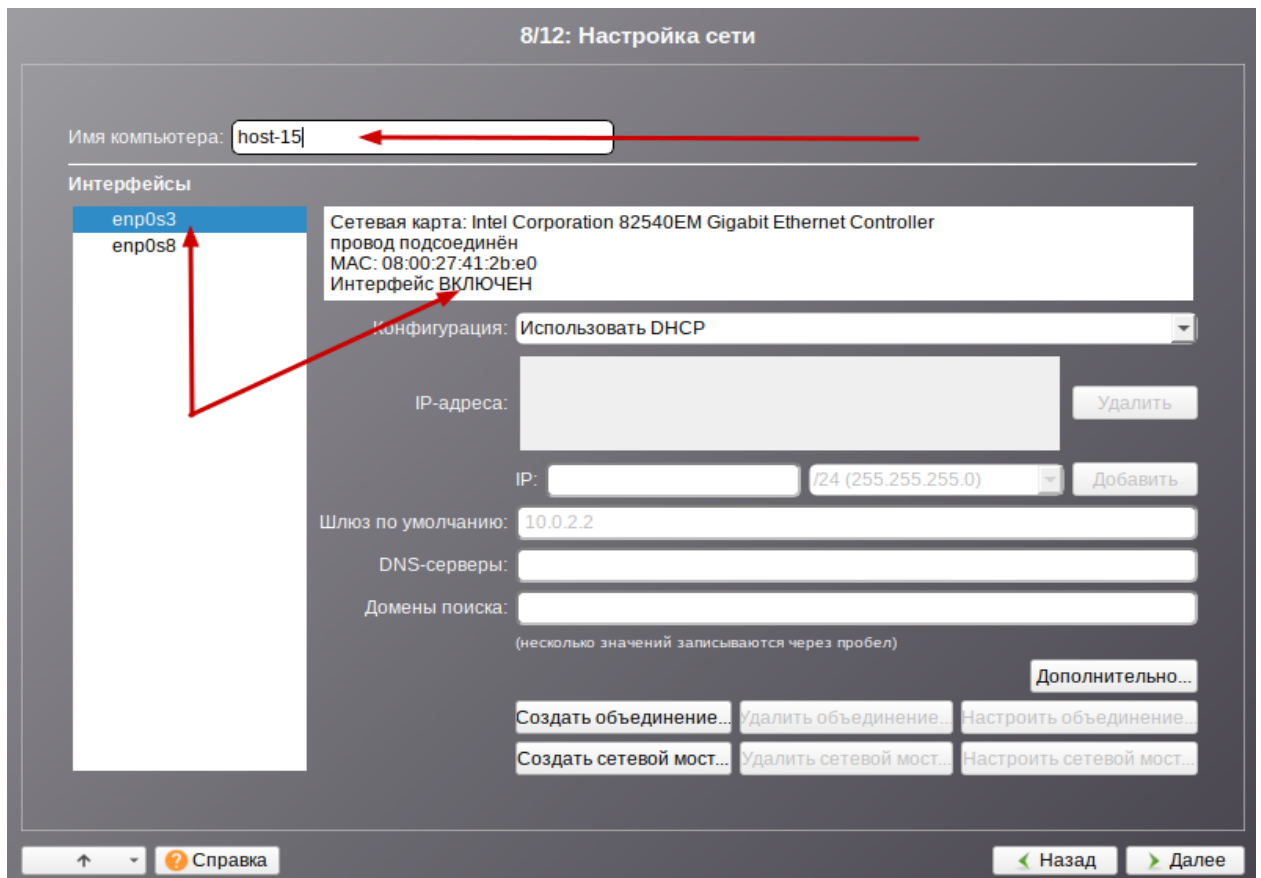 8/12: Настройка сети
Имя компьютера: host-15
Интерфейсы
enp0s3
enp0s8
Сетевая карта: Intel Corporation 82540EM Gigabit Ethernet Controller
провод подсоединён
MAC: 08:00:27:41:2b:e0
Интерфейс ВКЛЮЧЕН
Конфигурация: Использовать DHCP
IP-адреса: Удалить
IP: /24 (255.255.255.0) Добавить
Шлюз по умолчанию: 10.0.2.2
DNS-серверы:
Домены поиска:
(несколько значений записываются через пробел)
Дополнительно...
Создать объединение... Удалить объединение... Настроить объединение...
Создать сетевой мост... Удалить сетевой мост... Настроить сетевой мост...
Справка Назад Далее